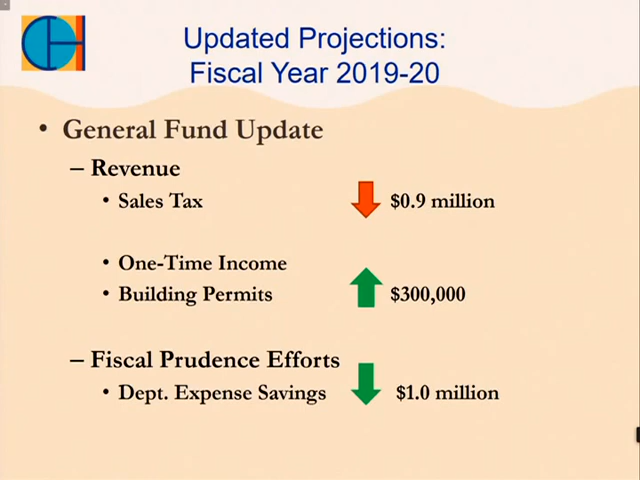 Updated Projections:
Fiscal Year 2019-20
• General Fund Update
– Revenue
• Sales Tax $0.9 million
• One-Time Income
• Building Permits $300,000
– Fiscal Prudence Efforts
• Dept. Expense Savings $1.0 million